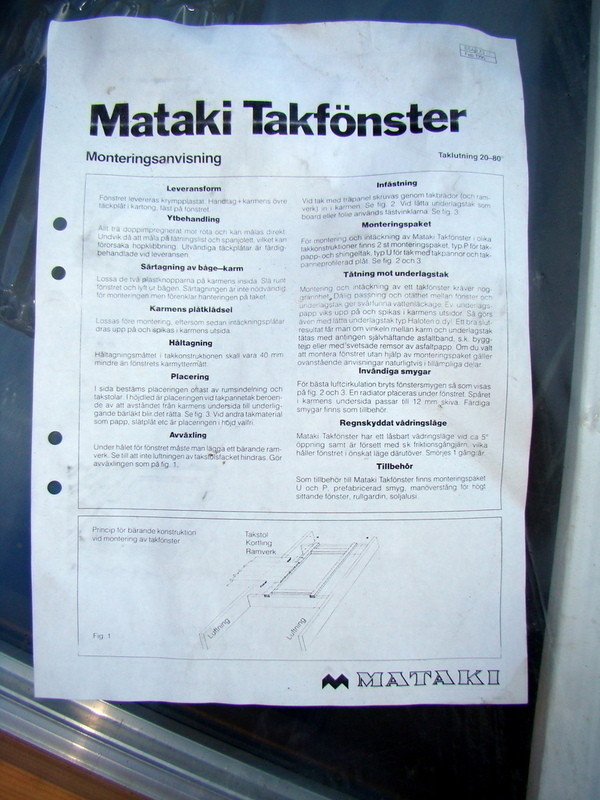 Mataki Takfönster
Monteringsanvisning
Taklutning 20-80°
Leveransform
Fönstret levereras krympplastat. Handtag + karmens övre
täckplåt i kartong, fäst på fönstret.
Ytbehandling
Allt trä doppimpregnerat mot röta och kan målas direkt.
Undvik då att måla på tätningslist och spanjolett, vilket kan
förorsaka hopklibbning. Utvändiga täckplåtar är färdig-
behandlade vid leveransen.
Särtagning av båge–karm
Lossa de två plastknopparna på karmens insida. Slå runt
fönstret och lyft ur bågen. Särtagningen är inte nödvändig
för monteringen men förenklar hanteringen på taket.
Karmens plåtklädsel
Lossas före montering, eftersom sedan intäckningsplåtar
dras upp på och spikas i karmens utsida.
Håltagning
Håltagningsmåttet i takkonstruktionen skall vara 40 mm
mindre än fönstrets karmyttermått.
Placering
I sida bestäms placeringen oftast av rumsindelning och
takstolar. I höjdled är placeringen vid takpannetak beroen-
de av att avståndet från karmens undersida till underlig-
gande bärläkt blir det rätta. Se fig. 3. Vid andra takmaterial
som papp, slätplåt etc är placeringen i höjd valfri.
Avväxling
Under hålet för fönstret måste man lägga ett bärande ram-
verk. Se till att inte luftningen av takstolsfacket hindras. Gör
avväxlingen som på fig. 1.
Infästning
Vid tak med råpanel skruvas genom takbrädor (och ram-
verk) in i karmen. Se fig. 2. Vid lätta underlagstak som
board eller folie används fästvinklarna. Se fig. 3.
Monteringspaket
För montering och intäckning av Mataki Takfönster i olika
takkonstruktioner finns 2 st monteringspaket, typ P för tak-
papp- och shingeltak, typ U för tak med takpannor och tak-
panneprofilerad plåt. Se fig. 2 och 3.
Tätning mot underlagstak
Montering och intäckning av ett takfönster kräver nog-
grannhet. Dålig passning och otäthet mellan fönster och
underlagstak ger svårfunna vattenläckage. Ev. underlags-
papp viks upp på och spikas i karmens utsidor. Så görs
även med lätta underlagstak typ Haloten o dyl. Ett bra slut-
resultat får man om vinkeln mellan karm och underlagstak
tätas med antingen självhäftande asfaltband, s.k. bygg-
tejp eller med svetsade remsor av asfaltpapp. Om du valt
att montera fönstret utan hjälp av monteringspaket gäller
ovanstående anvisningar naturligtvis i tillämpliga delar.
Invändiga smygar
För bästa luftcirkulation bryts fönstersmygen så som visas
på fig. 2 och 3. En radiator placeras under fönstret. Spåret
i karmens undersida passar till 12 mm skiva. Färdiga
smygar finns som tillbehör.
Regnskyddat vädringsläge
Mataki Takfönster har ett låsbart vädringsläge vid ca 5°
öppning samt är försett med sk friktionsgångjärn, vilka
håller fönstret i önskat läge därutöver. Smörjes 1 gång/år.
Tillbehör
Som tillbehör till Mataki Takfönster finns monteringspaket
U och P, prefabricerad smyg, manöverstång för högt
sittande fönster, rullgardin, soljalusi.
Princip för bärande konstruktion
vid montering av takfönster
Takstol
Kortling
Ramverk
Luftning
Luftning
Fig. 1
MATAKI